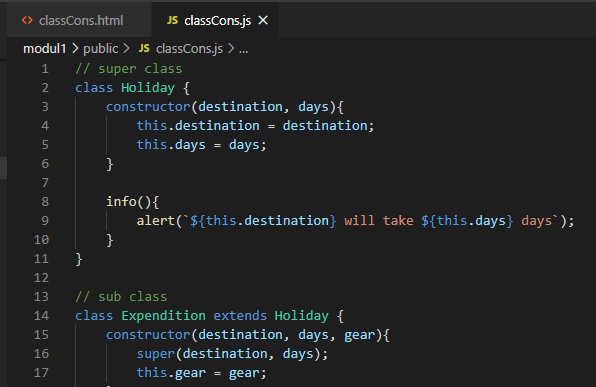 <> classCons.html JS classCons.js ×
modul1 > public > JS classCons.js > ...
1 // super class
2 class Holiday {
3     constructor(destination, days){
4         this.destination = destination;
5         this.days = days;
6     }
7
8     info(){
9         alert(`${this.destination} will take ${this.days} days`);
10     }
11 }
12
13 // sub class
14 class Expendition extends Holiday {
15     constructor(destination, days, gear){
16         super(destination, days);
17         this.gear = gear;